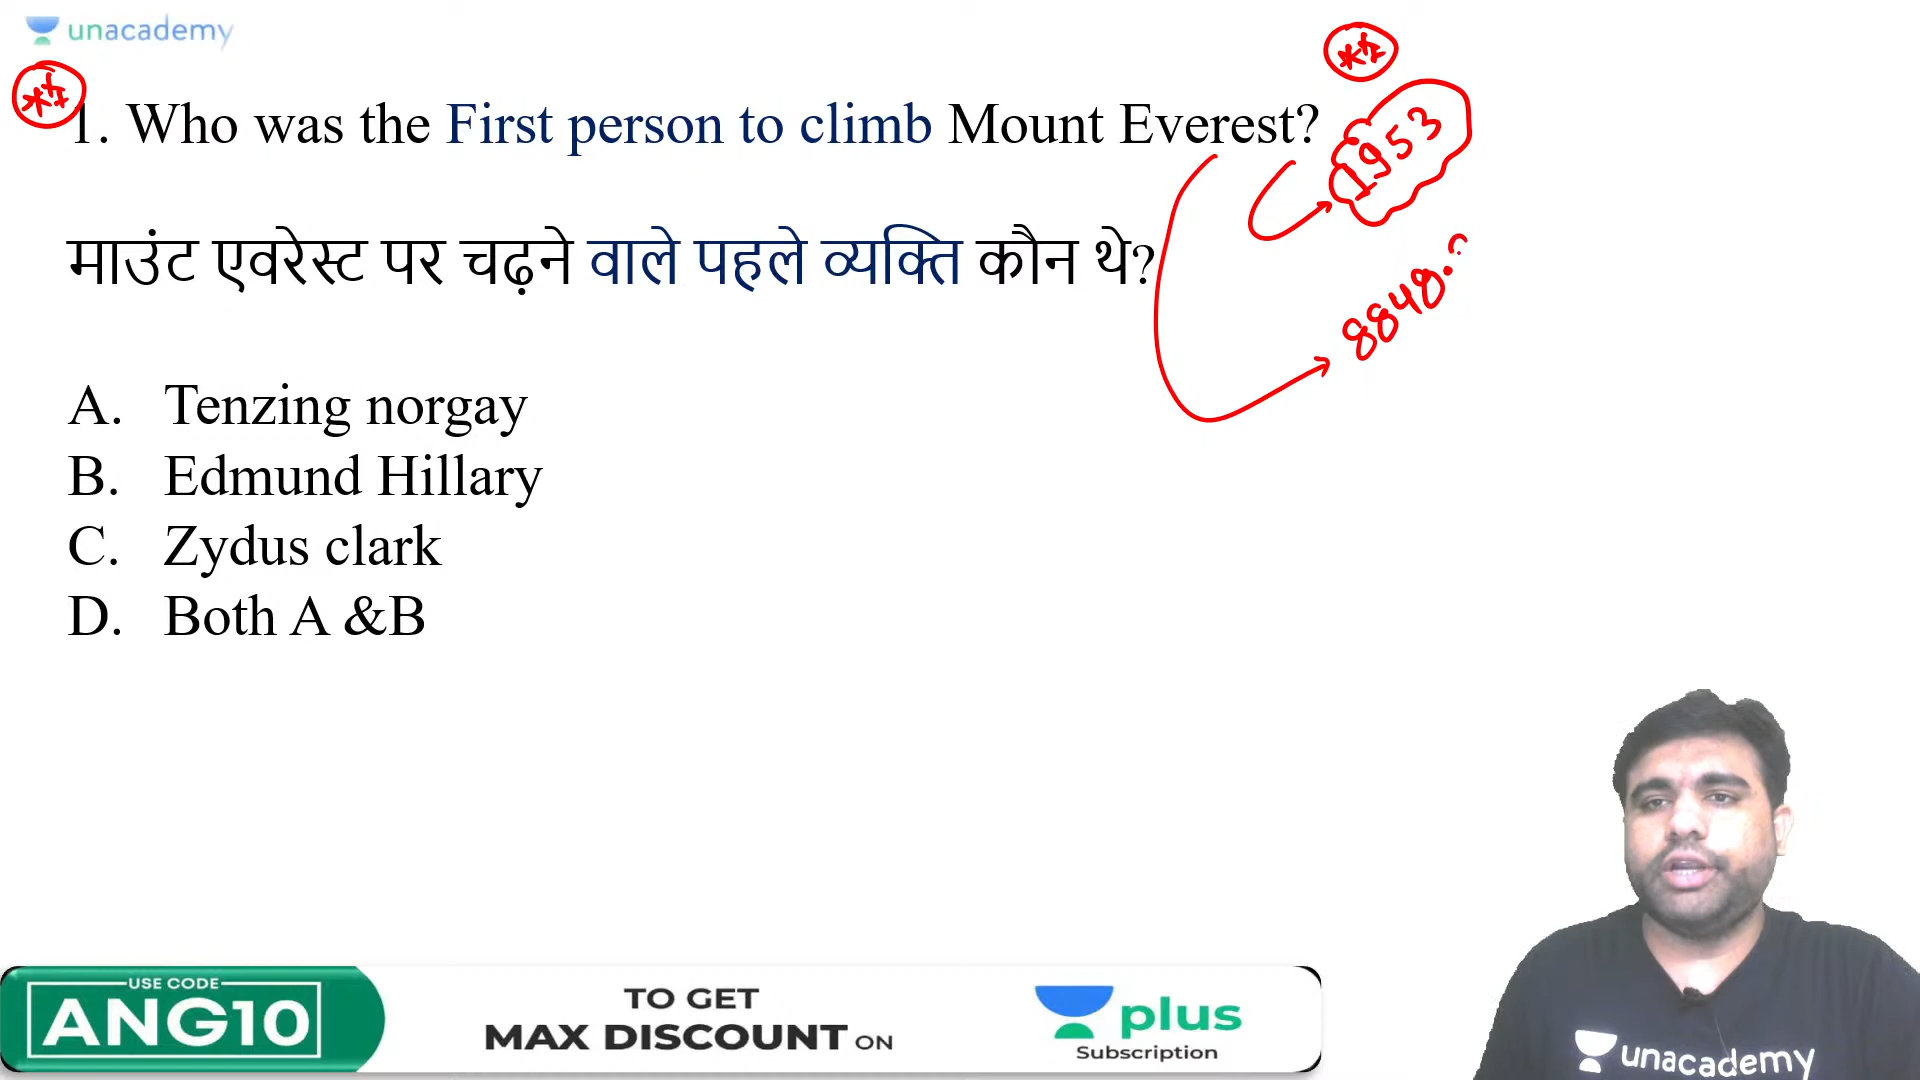 unacademy
1. Who was the First person to climb Mount Everest?
1953
माउंट एवरेस्ट पर चढ़ने वाले पहले व्यक्ति कौन थे?
8848.
A. Tenzing norgay
B. Edmund Hillary
C. Zydus clark
D. Both A &B
USE CODE
ANG10
TO GET
MAX DISCOUNT ON
plus
Subscription
unacademy